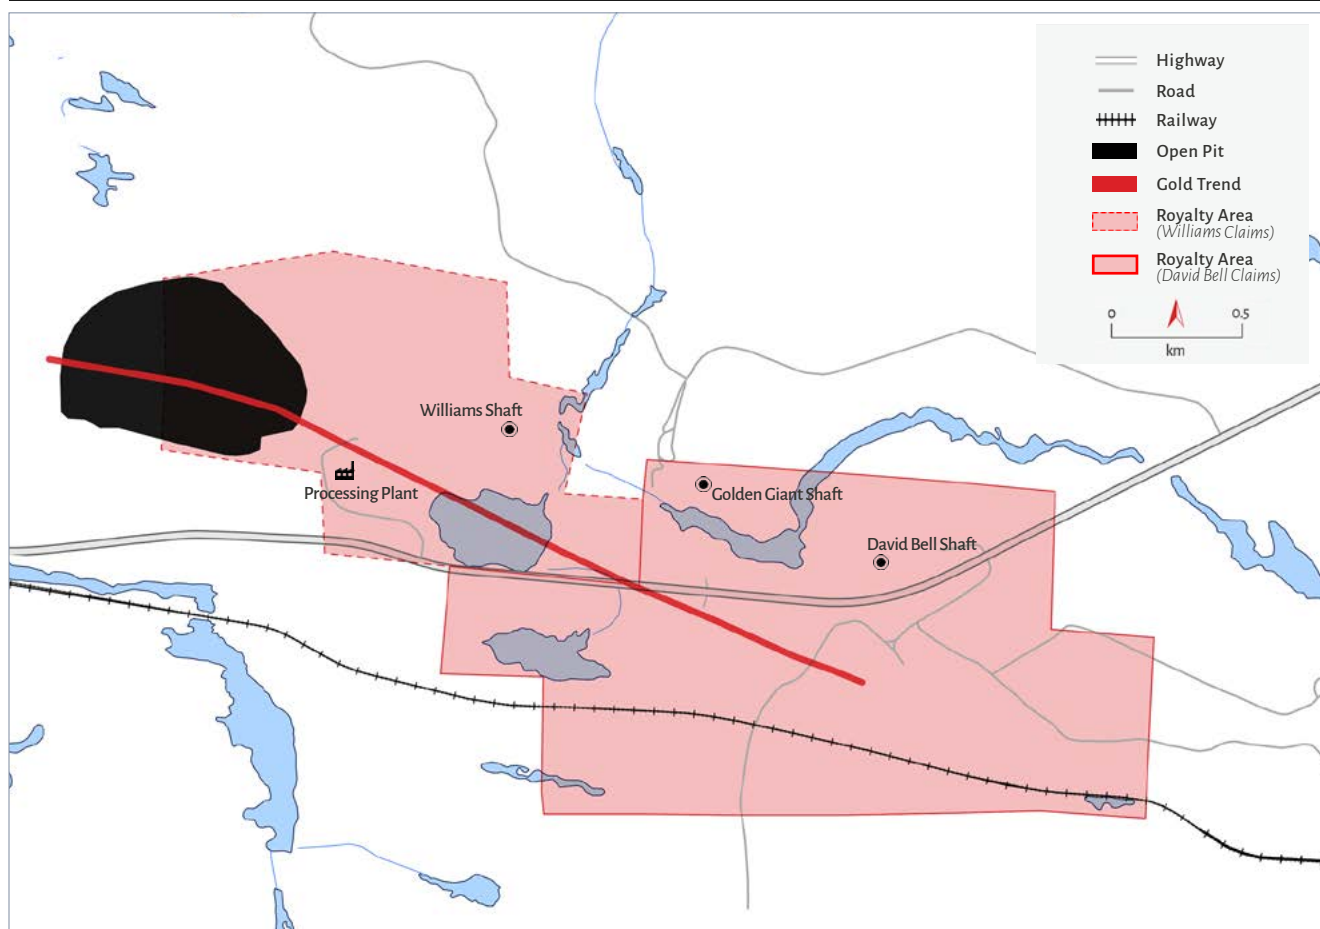 Highway
Road
Railway
Open Pit
Gold Trend
Royalty Area
(Williams Claims)
Royalty Area
(David Bell Claims)
0 0.5
km
Williams Shaft
Processing Plant
Golden Giant Shaft
David Bell Shaft